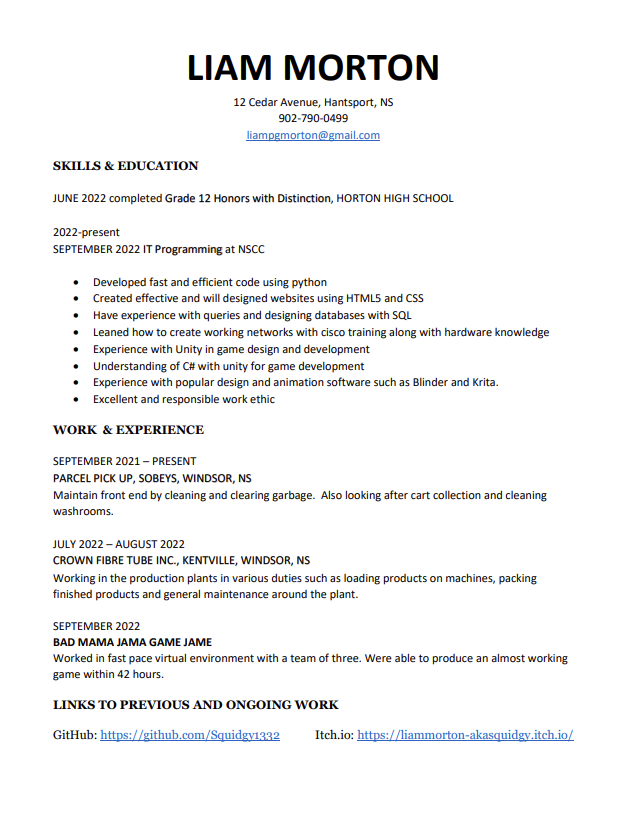 LIAM MORTON
12 Cedar Avenue, Hantsport, NS
902-790-0499
liampgmorton@gmail.com
SKILLS & EDUCATION
JUNE 2022 completed Grade 12 Honors with Distinction, HORTON HIGH SCHOOL
2022-present
SEPTEMBER 2022 IT Programming at NSCC
• Developed fast and efficient code using python
• Created effective and will designed websites using HTML5 and CSS
• Have experience with queries and designing databases with SQL
• Leaned how to create working networks with cisco training along with hardware knowledge
• Experience with Unity in game design and development
• Understanding of C# with unity for game development
• Experience with popular design and animation software such as Blinder and Krita.
• Excellent and responsible work ethic
WORK & EXPERIENCE
SEPTEMBER 2021 – PRESENT
PARCEL PICK UP, SOBEYS, WINDSOR, NS
Maintain front end by cleaning and clearing garbage. Also looking after cart collection and cleaning
washrooms.
JULY 2022 – AUGUST 2022
CROWN FIBRE TUBE INC., KENTVILLE, WINDSOR, NS
Working in the production plants in various duties such as loading products on machines, packing
finished products and general maintenance around the plant.
SEPTEMBER 2022
BAD MAMA JAMA GAME JAME
Worked in fast pace virtual environment with a team of three. Were able to produce an almost working
game within 42 hours.
LINKS TO PREVIOUS AND ONGOING WORK
GitHub: https://github.com/Squidgy1332 Itch.io: https://liammorton-akasquidgy.itch.io/